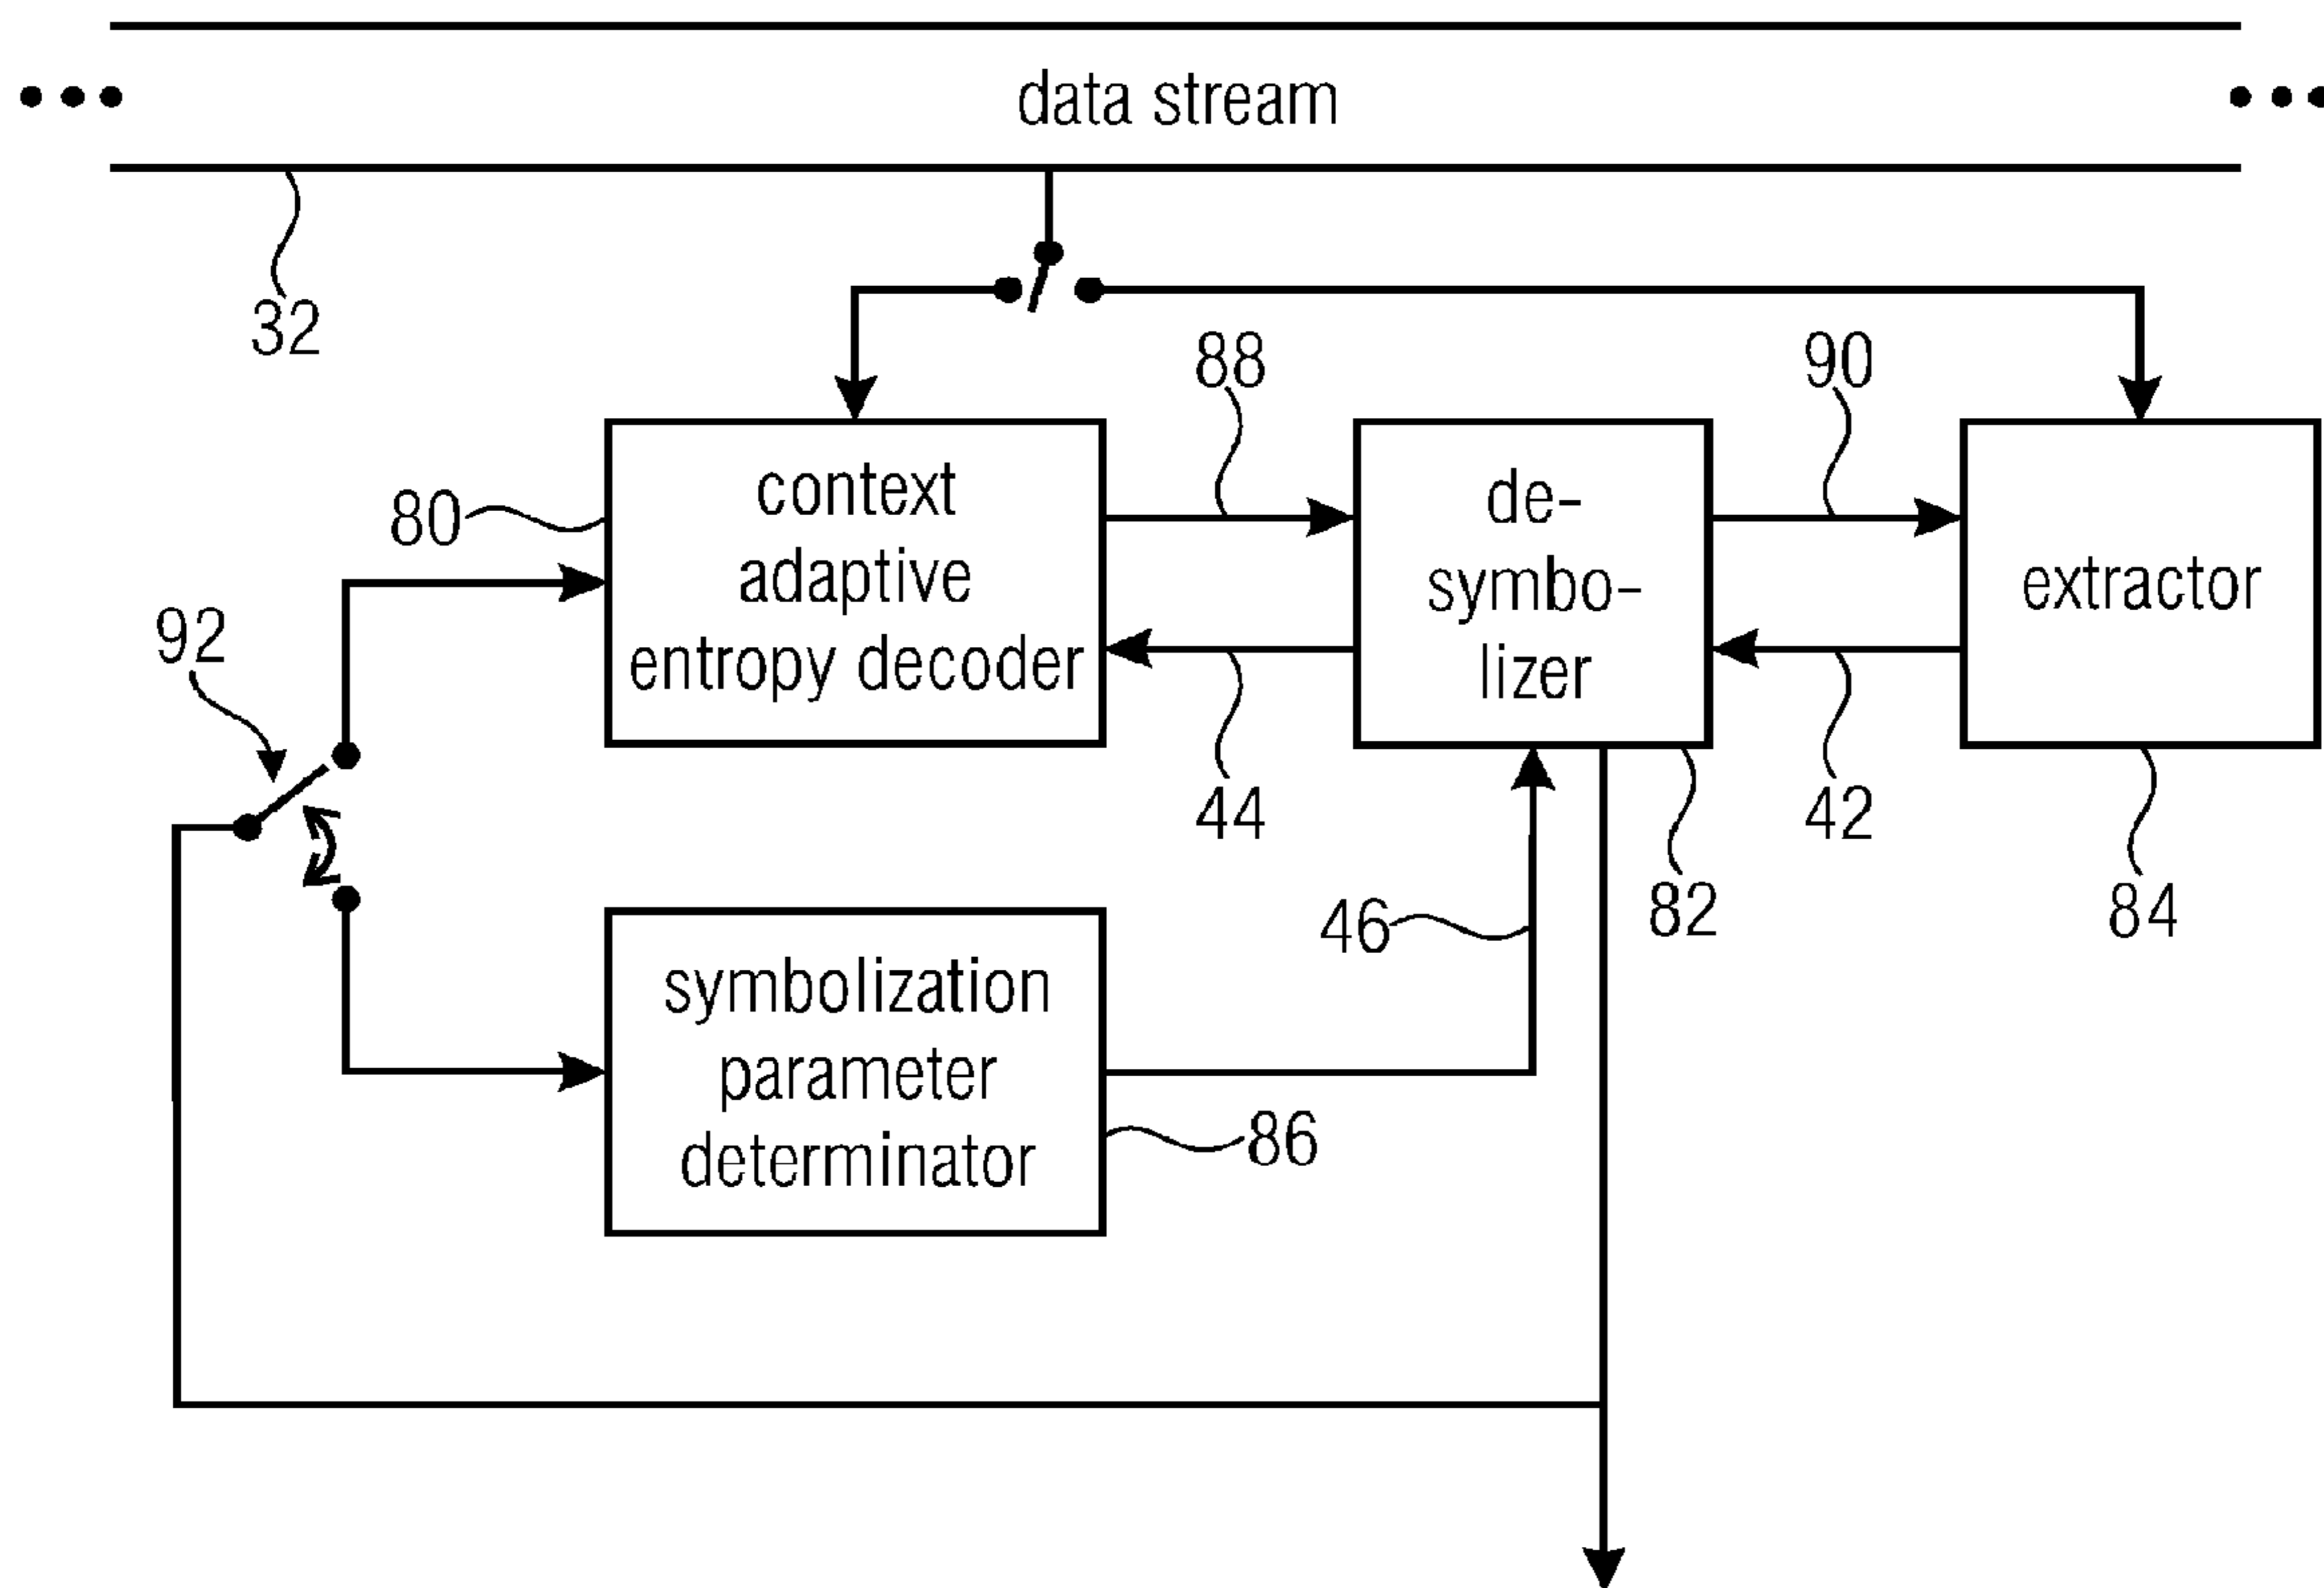 data stream
32
88
90
80
context
adaptive
entropy decoder
de-
symbo-
lizer
extractor
92
44
42
46
82
84
symbolization
parameter
determinator
86